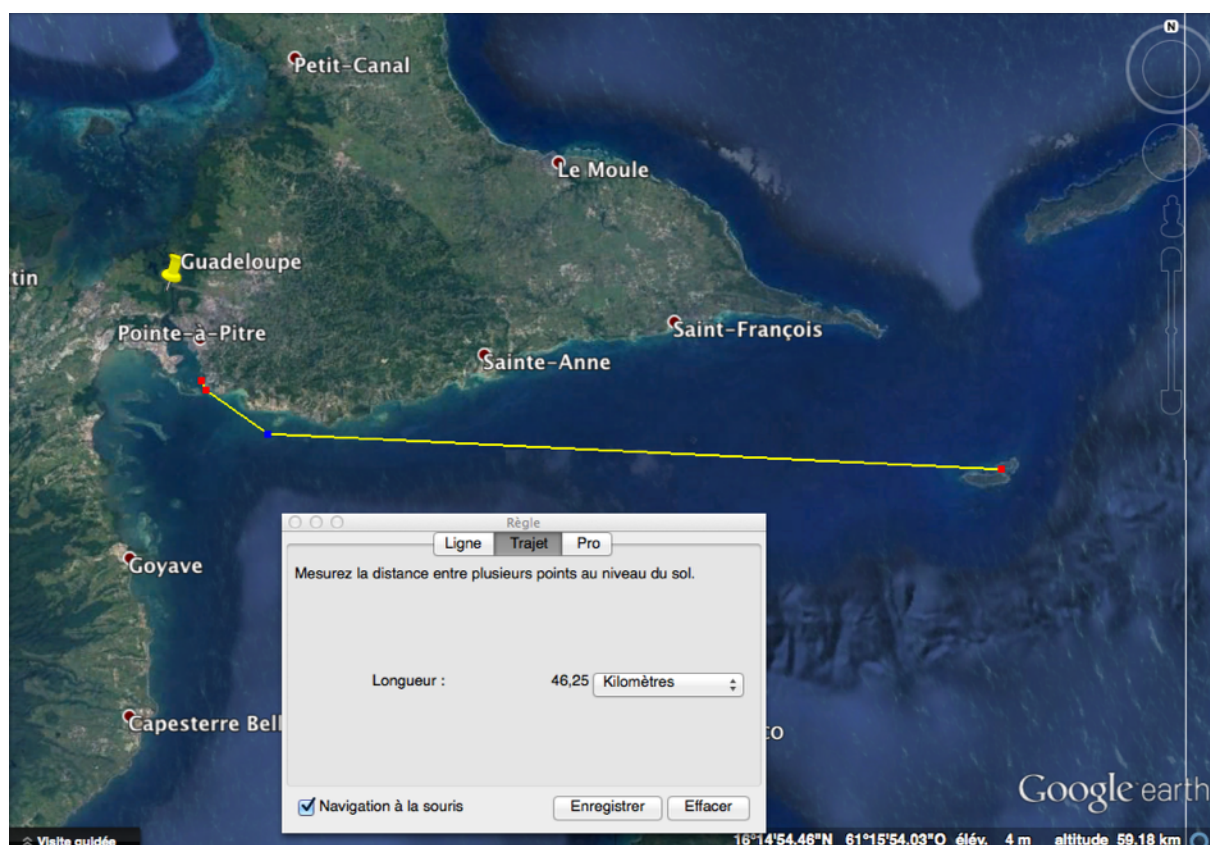 N
Petit-Canal
Le Moule
Guadeloupe
tin
Pointe-à-Pitre
Saint-François
Sainte-Anne
Goyave
Capesterre Bell
Règle
Ligne Trajet Pro
Mesurez la distance entre plusieurs points au niveau du sol.
Longueur : 46,25 Kilomètres
co
Navigation à la souris Enregistrer Effacer
Google earth
Visite guidée
16°14'54.46"N 61°15'54.03"O élév. 4 m altitude 59.18 km